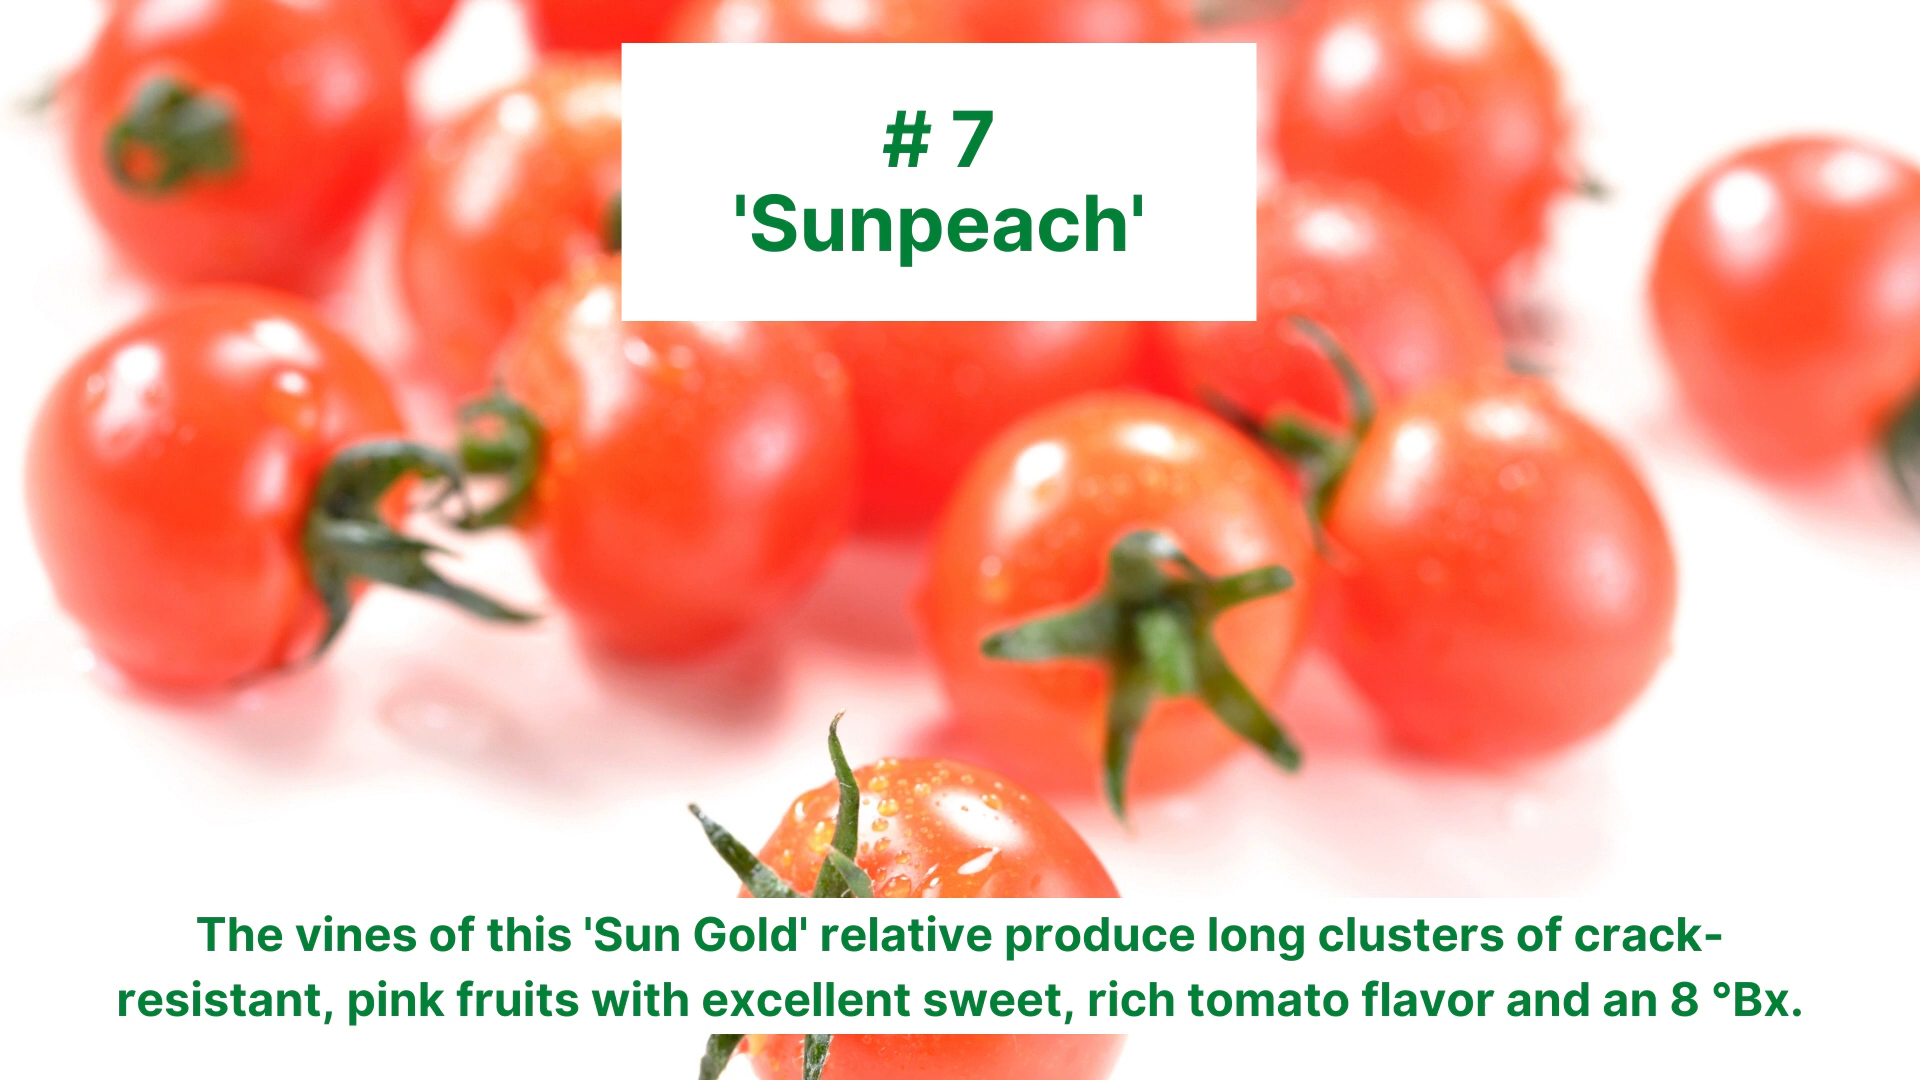 # 7
'Sunpeach'
The vines of this 'Sun Gold' relative produce long clusters of crack-
resistant, pink fruits with excellent sweet, rich tomato flavor and an 8 °Bx.